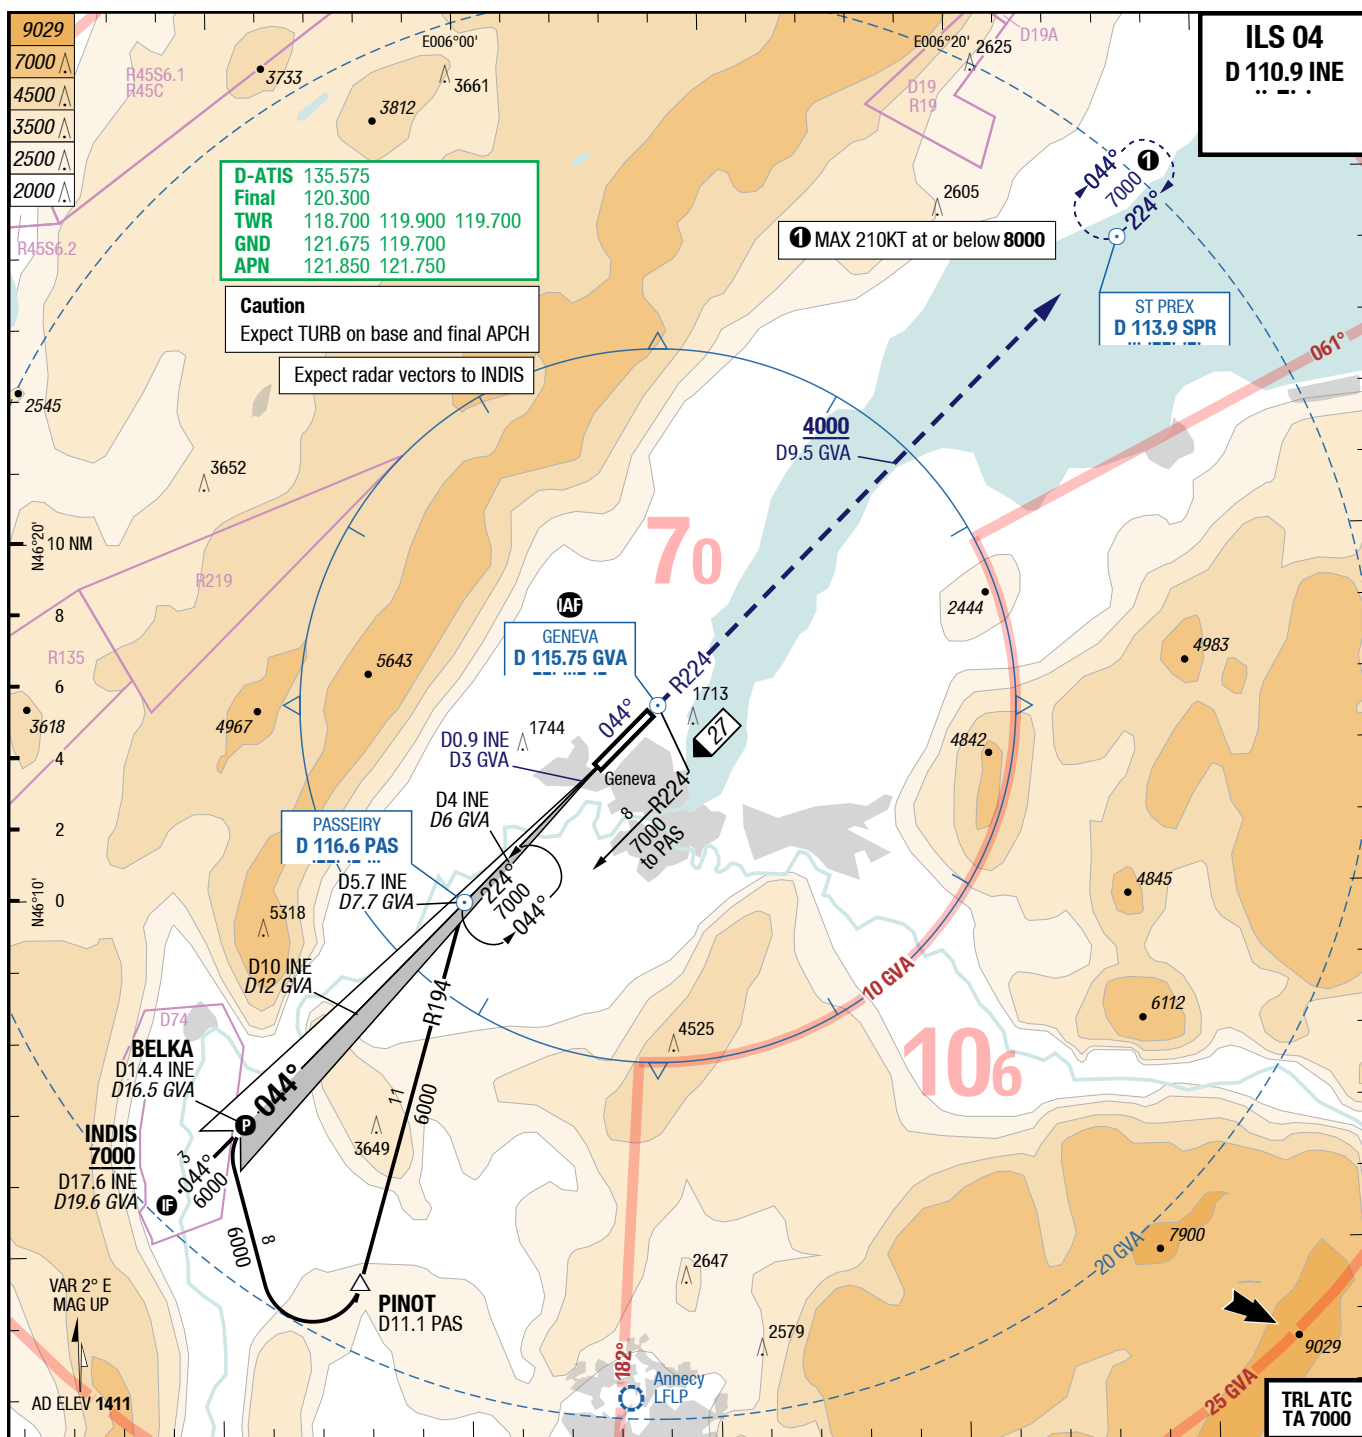 9029
7000
4500
3500
2500
2000
E006°00'
E006°20'
ILS 04
D 110.9 INE
R45S6.1
R45C
R45S6.2
3733
3661
3812
2625
D19A
D19
R19
2605
D-ATIS 135.575
Final 120.300
TWR 118.700 119.900 119.700
GND 121.675 119.700
APN 121.850 121.750
Caution
Expect TURB on base and final APCH
Expect radar vectors to INDIS
044°
7000
224°
1
1 MAX 210KT at or below 8000
ST PREX
D 113.9 SPR
061°
2545
3652
4000
D9.5 GVA
N46°20'
10 NM
8
6
4
2
0
N46°10'
R219
R135
70
2444
4983
IAF
GENEVA
D 115.75 GVA
R224
044°
5643
4967
3618
1744
1713
27
4842
D0.9 INE
D3 GVA
Geneva
D4 INE
D6 GVA
8
R224
7000
to PAS
PASSEIRY
D 116.6 PAS
D5.7 INE
D7.7 GVA
224°
7000
044°
4845
5318
D10 INE
D12 GVA
R194
10 GVA
6112
D74
4525
106
BELKA
D14.4 INE
D16.5 GVA
044°
P
11
6000
3649
INDIS
7000
D17.6 INE
D19.6 GVA
3
044°
6000
IF
8
6000
7900
20 GVA
2647
VAR 2° E
MAG UP
PINOT
D11.1 PAS
2579
9029
182°
Annecy
LFLP
25 GVA
AD ELEV 1411
TRL ATC
TA 7000